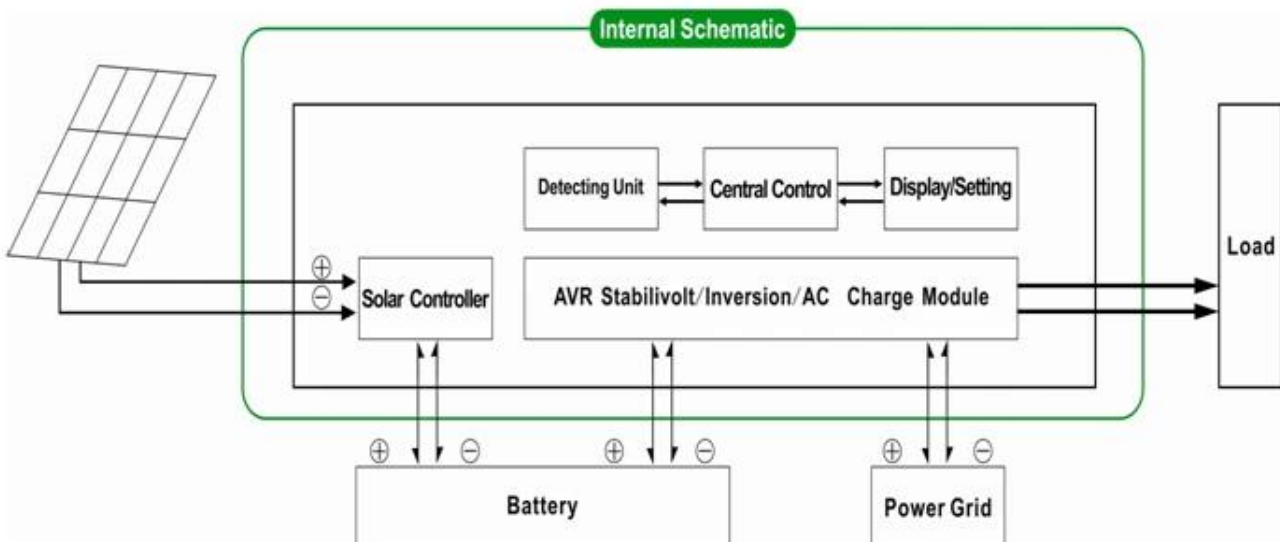 Internal Schematic
Detecting Unit
Central Control
Display/Setting
Load
⊕
⊖
Solar Controller
AVR Stabilivolt/Inversion/AC Charge Module
⊕ ⊖ ⊕ ⊖ ⊕ ⊖
Battery
Power Grid